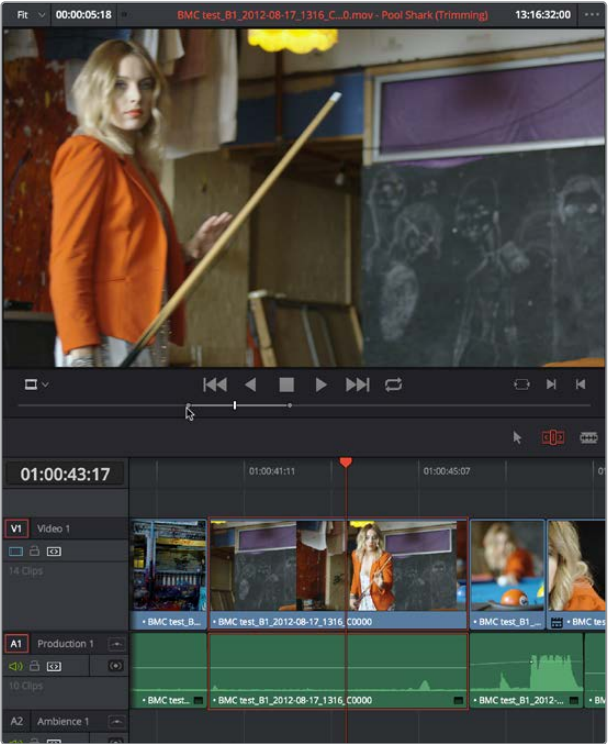 Fit 00:00:05:18 BMC test_B1_2012-08-17_1316_C...0.mov - Pool Shark (Trimming) 13:16:32:00
01:00:43:17 01:00:41:11 01:00:45:07
V1 Video 1
14 Clips
• BMC test_B... • BMC test_B1_2012-08-17_1316_C0000 • BMC test_B1_... • BMC tes
A1 Production 1
10 Clips
• BMC test... • BMC test_B1_2012-08-17_1316_C0000 • BMC test_B1_2012-...
A2 Ambience 1